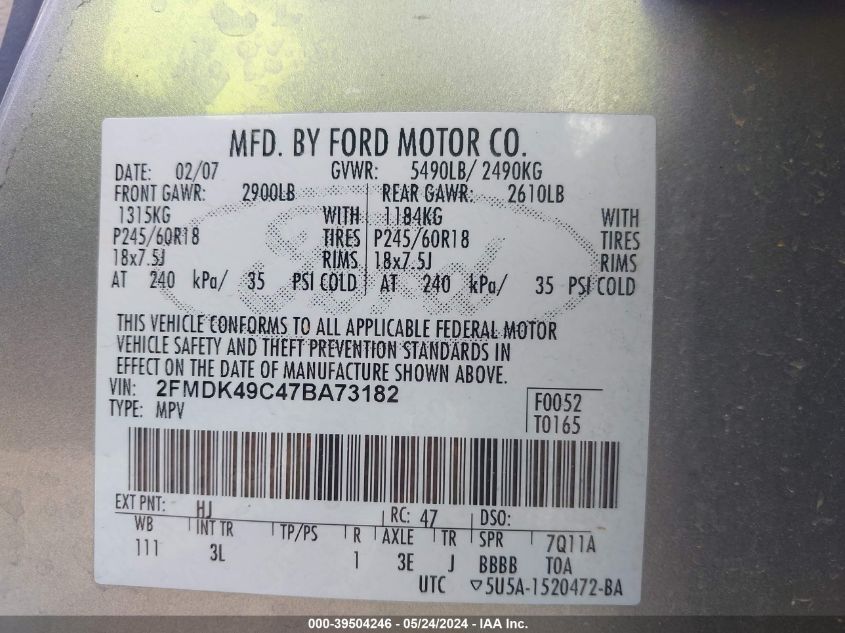 MFD. BY FORD MOTOR CO.
DATE: 02/07 GVWR: 5490LB/ 2490KG
FRONT GAWR: 2900LB REAR GAWR: 2610LB
1315KG WITH 1184KG WITH
P245/60R18 TIRES P245/60R18 TIRES
18x7.5J RIMS 18x7.5J RIMS
AT 240 kPa/ 35 PSI COLD AT 240 kPa/ 35 PSI COLD
Ford
THIS VEHICLE CONFORMS TO ALL APPLICABLE FEDERAL MOTOR
VEHICLE SAFETY AND THEFT PREVENTION STANDARDS IN
EFFECT ON THE DATE OF MANUFACTURE SHOWN ABOVE.
VIN: 2FMDK49C47BA73182 F0052
TYPE: MPV T0165
EXT PNT: HJ RC: 47 DSO:
WB INT TR TP/PS R AXLE TR SPR 7Q11A
111 3L 1 3E J BBBB TOA
UTC ▽5U5A-1520472-BA
000-39504246 - 05/24/2024 - IAA Inc.